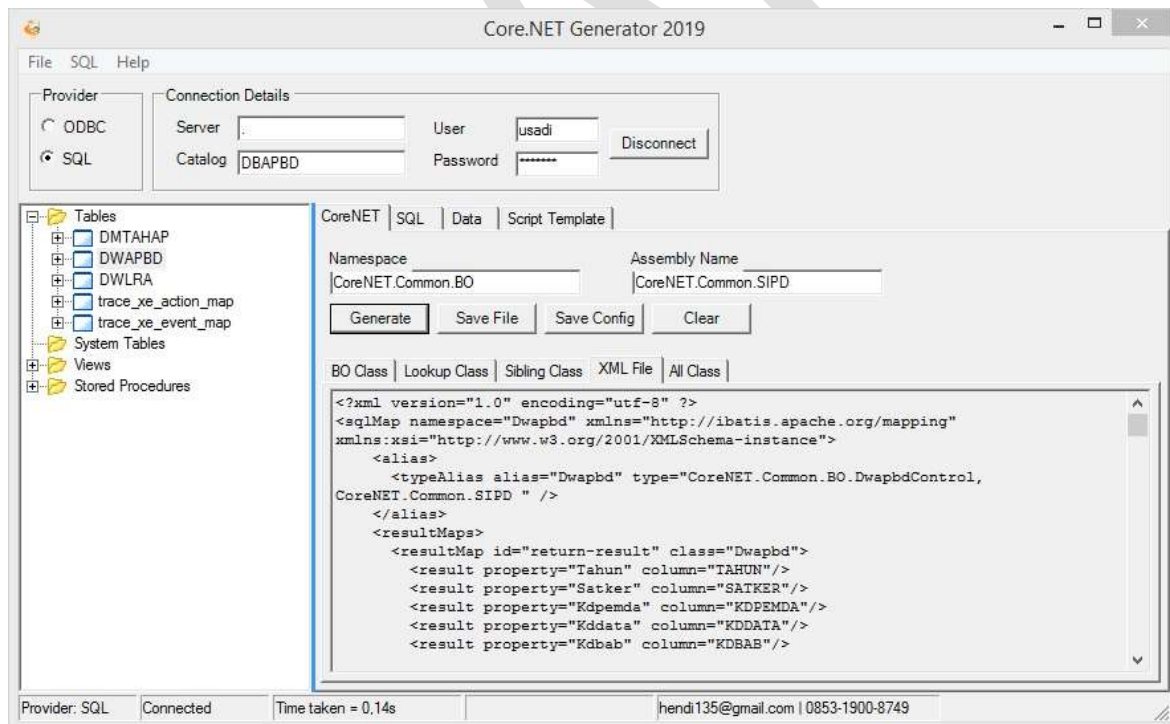 Core.NET Generator 2019
File SQL Help
Provider
ODBC
SQL
Connection Details
Server .
Catalog DBAPBD
User usadi
Password *******
Disconnect
Tables
DMTAHAP
DWAPBD
DWLRA
trace_xe_action_map
trace_xe_event_map
System Tables
Views
Stored Procedures
CoreNET SQL Data Script Template
Namespace Assembly Name
CoreNET.Common.BO CoreNET.Common.SIPD
Generate Save File Save Config Clear
BO Class Lookup Class Sibling Class XML File All Class
<?xml version="1.0" encoding="utf-8" ?>
<sqlMap namespace="Dwapbd" xmlns="http://ibatis.apache.org/mapping"
xmlns:xsi="http://www.w3.org/2001/XMLSchema-instance">
<alias>
<typeAlias alias="Dwapbd" type="CoreNET.Common.BO.DwapbdControl,
CoreNET.Common.SIPD " />
</alias>
<resultMaps>
<resultMap id="return-result" class="Dwapbd">
<result property="Tahun" column="TAHUN"/>
<result property="Satker" column="SATKER"/>
<result property="Kdpemda" column="KDPEMDA"/>
<result property="Kddata" column="KDDATA"/>
<result property="Kdbab" column="KDBAB"/>
Provider: SQL Connected Time taken = 0,14s hendi135@gmail.com | 0853-1900-8749